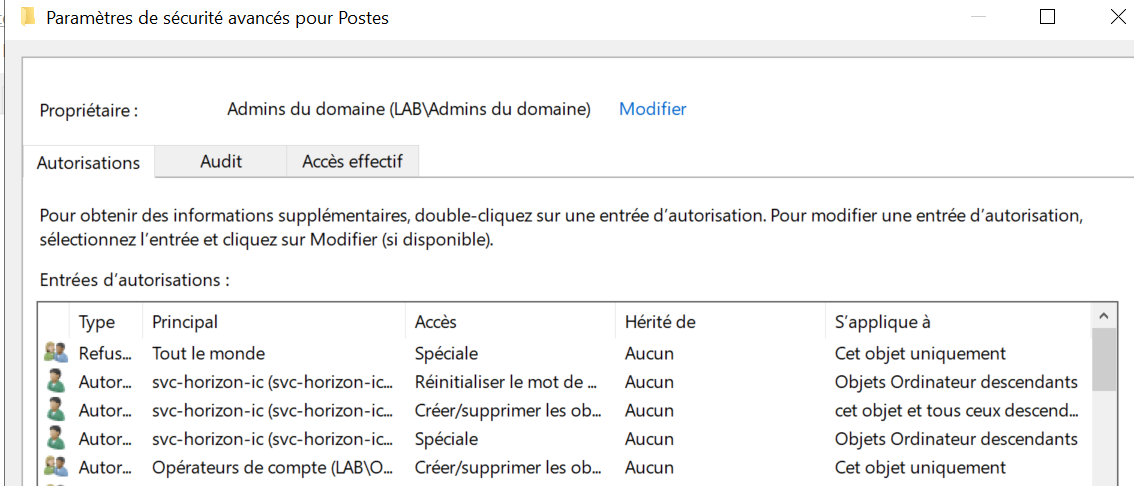 Paramètres de sécurité avancés pour Postes
Propriétaire : Admins du domaine (LAB\Admins du domaine) Modifier
Autorisations Audit Accès effectif
Pour obtenir des informations supplémentaires, double-cliquez sur une entrée d’autorisation. Pour modifier une entrée d’autorisation,
sélectionnez l’entrée et cliquez sur Modifier (si disponible).
Entrées d’autorisations :
Type Principal Accès Hérité de S’applique à
Refus... Tout le monde Spéciale Aucun Cet objet uniquement
Autor... svc-horizon-ic (svc-horizon-ic... Réinitialiser le mot de ... Aucun Objets Ordinateur descendants
Autor... svc-horizon-ic (svc-horizon-ic... Créer/supprimer les ob... Aucun cet objet et tous ceux descend...
Autor... svc-horizon-ic (svc-horizon-ic... Spéciale Aucun Objets Ordinateur descendants
Autor... Opérateurs de compte (LAB\O... Créer/supprimer les ob... Aucun Cet objet uniquement